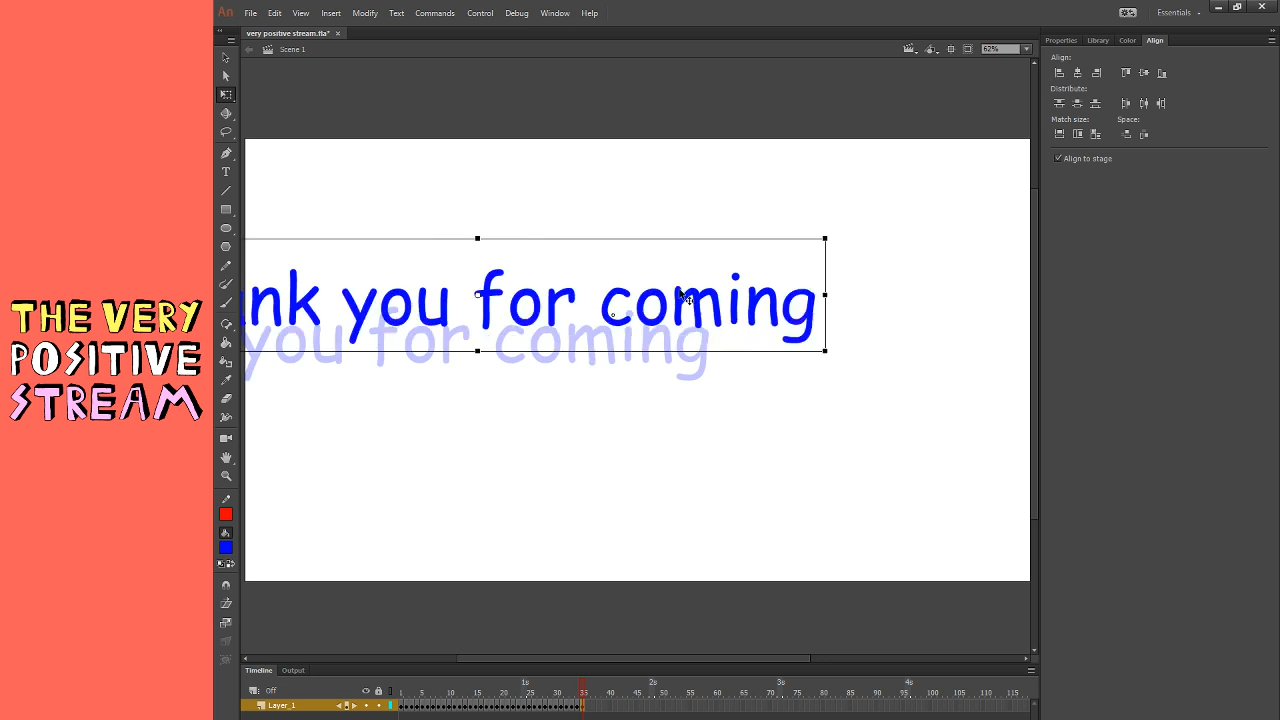 An File Edit View Insert Modify Text Commands Control Debug Window Help Essentials
very positive stream.fla* ×
Scene 1 62%
Properties Library Color Align
Align:
Distribute:
Match size: Space:
Align to stage
ank you for coming
you for coming
THE VERY
POSITIVE
STREAM
Timeline Output
Off 1s 2s 3s 4s
1 5 10 15 20 25 30 35 40 45 50 55 60 65 70 75 80 85 90 95 100 105 110 115
Layer_1